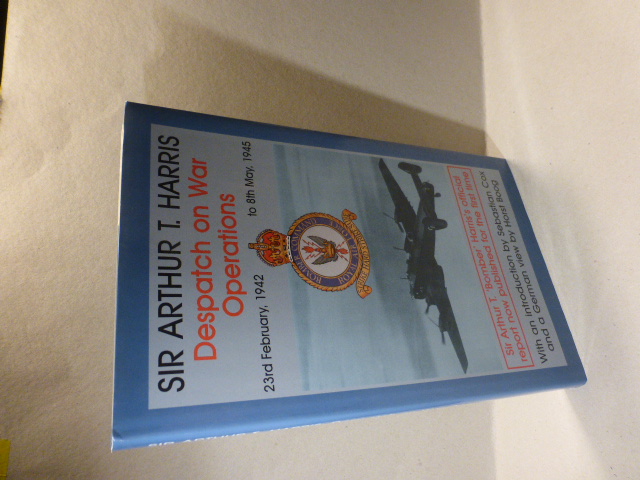 SIR ARTHUR T. HARRIS
Despatch on War
Operations
23rd February, 1942
to 8th May, 1945
BOMBER COMMAND
Sir Arthur T. 'Bomber' Harris's official
report now published for the first time
With an introduction by Sebastian Cox
and a German view by Horst Boog